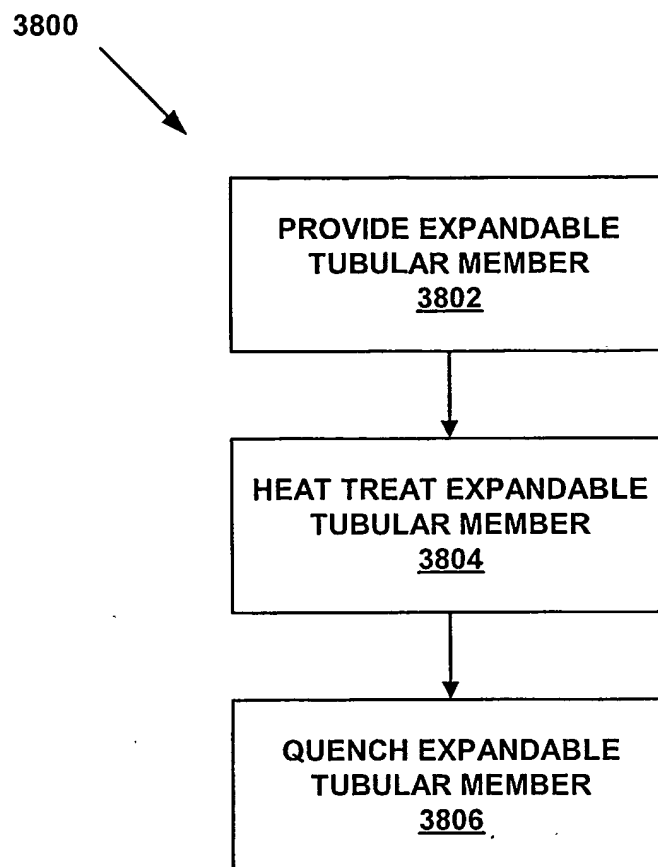 3800
PROVIDE EXPANDABLE
TUBULAR MEMBER
3802
HEAT TREAT EXPANDABLE
TUBULAR MEMBER
3804
QUENCH EXPANDABLE
TUBULAR MEMBER
3806